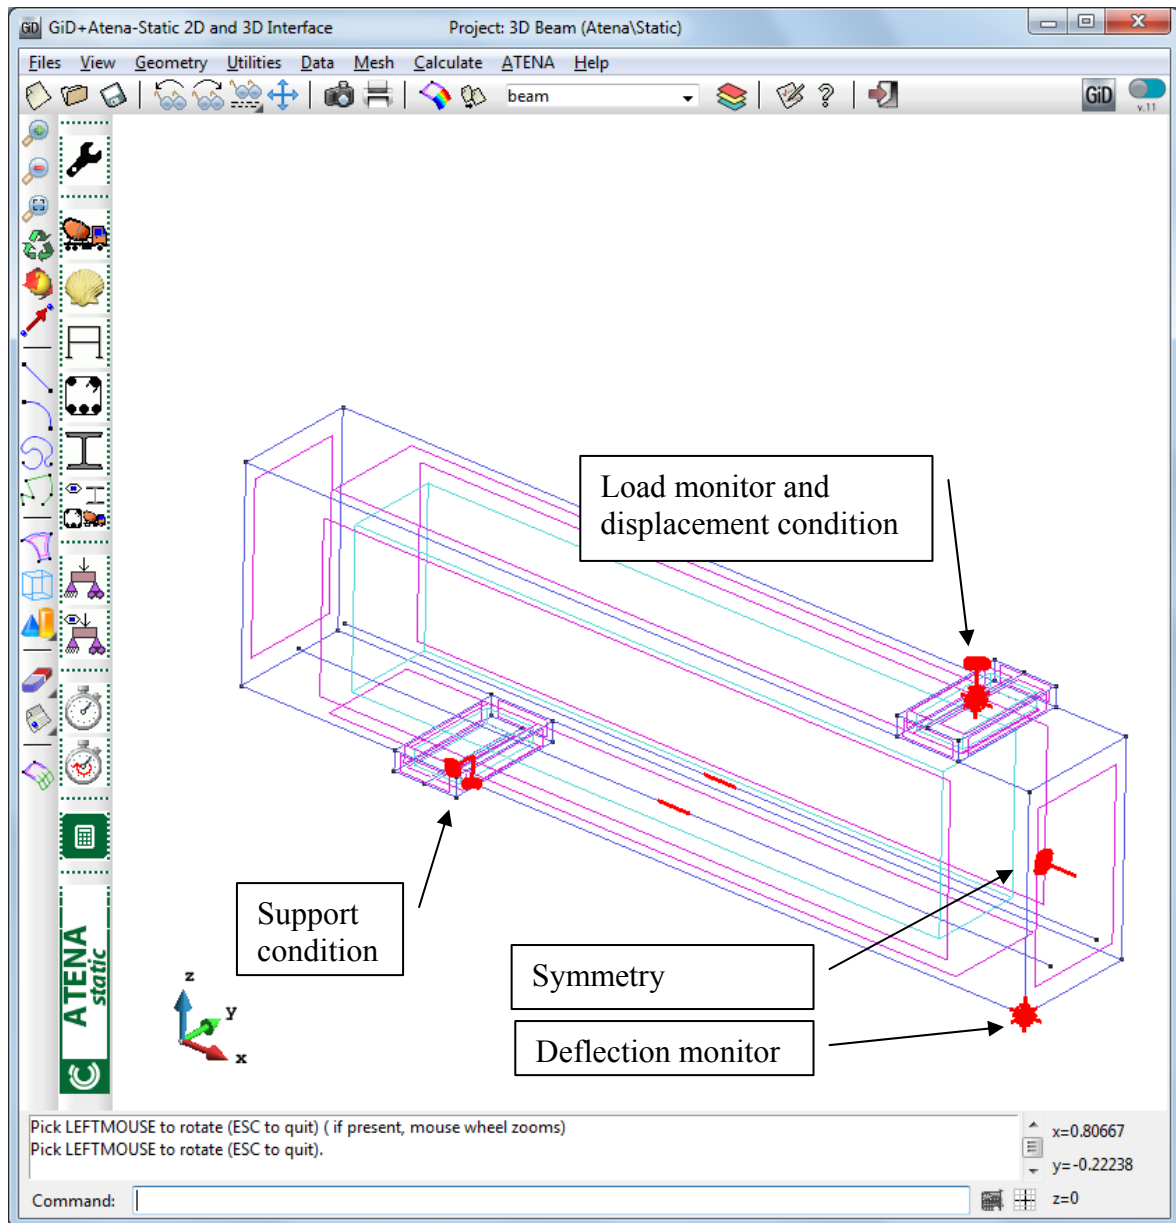 GiD GiD+Atena-Static 2D and 3D Interface Project: 3D Beam (Atena\Static)
Files View Geometry Utilities Data Mesh Calculate ATENA Help
beam
GiD
v.11
Load monitor and
displacement condition
Support
condition
Symmetry
Deflection monitor
z
y
x
ATENA
static
Pick LEFTMOUSE to rotate (ESC to quit) ( if present, mouse wheel zooms)
Pick LEFTMOUSE to rotate (ESC to quit).
x=0.80667
y=-0.22238
z=0
Command: